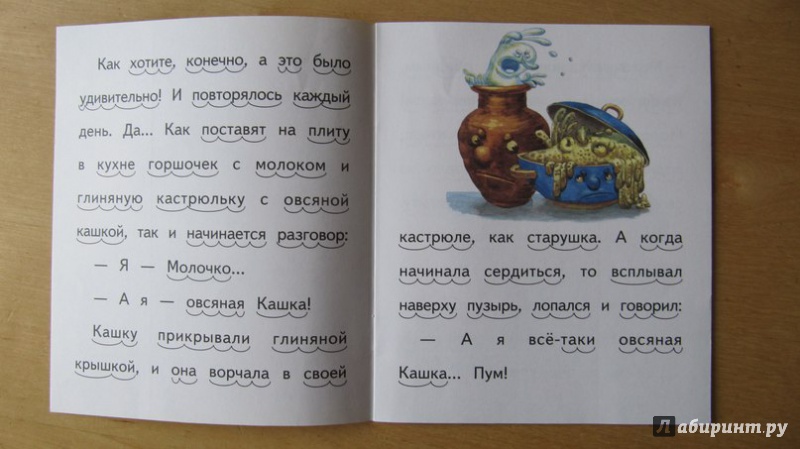 Как хотите, конечно, а это было
удивительно! И повторялось каждый
день. Да... Как поставят на плиту
в кухне горшочек с молоком и
глиняную кастрюльку с овсяной
кашкой, так и начинается разговор:
— Я — Молочко...
— А я — овсяная Кашка!
Кашку прикрывали глиняной
крышкой, и она ворчала в своей
кастрюле, как старушка. А когда
начинала сердиться, то всплывал
наверху пузырь, лопался и говорил:
— А я всё-таки овсяная
Кашка... Пум!
Лабиринт.ру